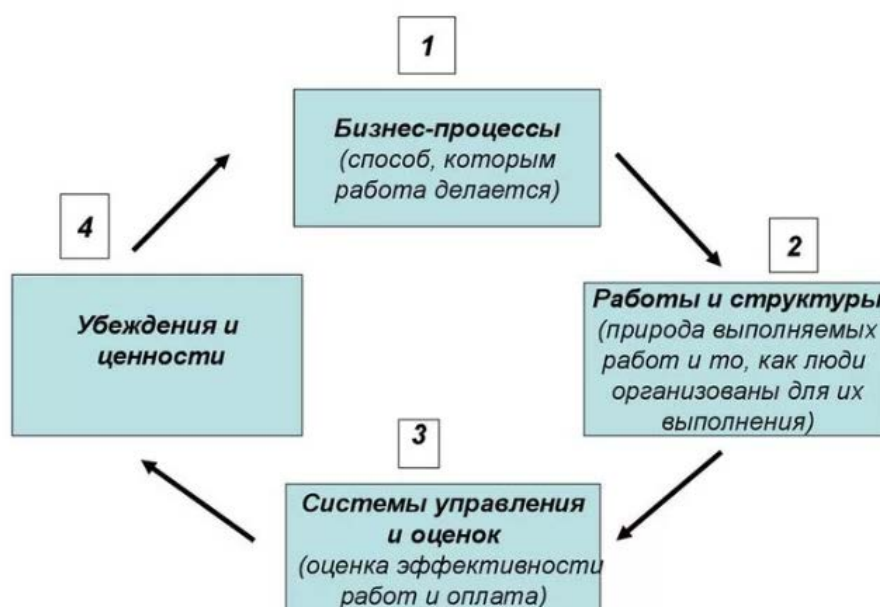 1
Бизнес-процессы
(способ, которым
работа делается)
2
Работы и структуры
(природа выполняемых
работ и то, как люди
организованы для их
выполнения)
3
Системы управления
и оценок
(оценка эффективности
работ и оплата)
4
Убеждения и
ценности